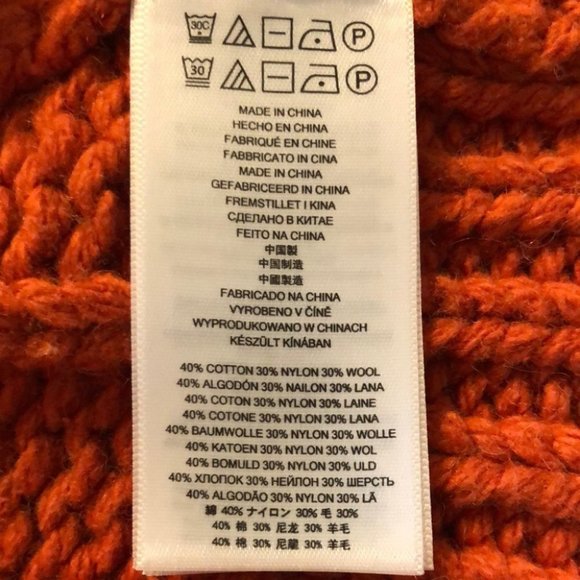 30C P
30 P
MADE IN CHINA
HECHO EN CHINA
FABRIQUÉ EN CHINE
FABBRICATO IN CINA
MADE IN CHINA
GEFABRICEERD IN CHINA
FREMSTILLET I KINA
СДЕЛАНО В КИТАЕ
FEITO NA CHINA
中国製
中国制造
中國製造
FABRICADO NA CHINA
VYROBENO V ČÍNĚ
WYPRODUKOWANO W CHINACH
KÉSZÜLT KÍNÁBAN
40% COTTON 30% NYLON 30% WOOL
40% ALGODÓN 30% NAILON 30% LANA
40% COTON 30% NYLON 30% LAINE
40% COTONE 30% NYLON 30% LANA
40% BAUMWOLLE 30% NYLON 30% WOLLE
40% KATOEN 30% NYLON 30% WOL
40% BOMULD 30% NYLON 30% ULD
40% ХЛОПОК 30% НЕЙЛОН 30% ШЕРСТЬ
40% ALGODÃO 30% NYLON 30% LÃ
綿 40% ナイロン 30% 毛 30%
40% 棉 30% 尼龙 30% 羊毛
40% 棉 30% 尼龍 30% 羊毛